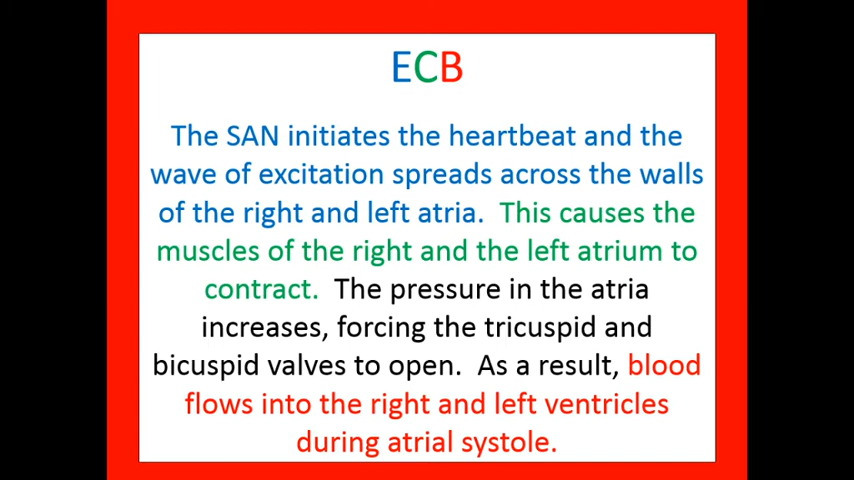 ECB
The SAN initiates the heartbeat and the
wave of excitation spreads across the walls
of the right and left atria. This causes the
muscles of the right and the left atrium to
contract. The pressure in the atria
increases, forcing the tricuspid and
bicuspid valves to open. As a result, blood
flows into the right and left ventricles
during atrial systole.